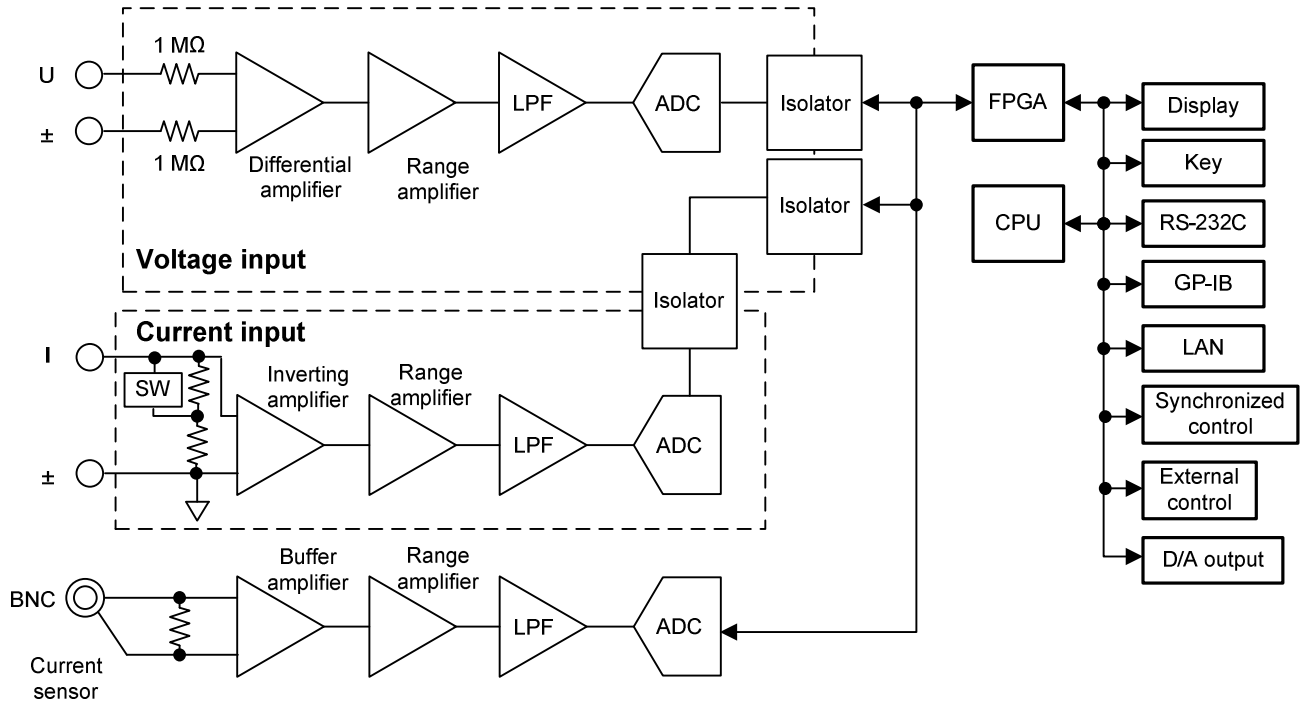 U
1 MΩ
±
1 MΩ
Differential
amplifier
Range
amplifier
LPF
ADC
Isolator
Voltage input
Isolator
Isolator
FPGA
CPU
Display
Key
RS-232C
GP-IB
LAN
Synchronized
control
External
control
D/A output
Current input
I
SW
±
Inverting
amplifier
Range
amplifier
LPF
ADC
BNC
Current
sensor
Buffer
amplifier
Range
amplifier
LPF
ADC